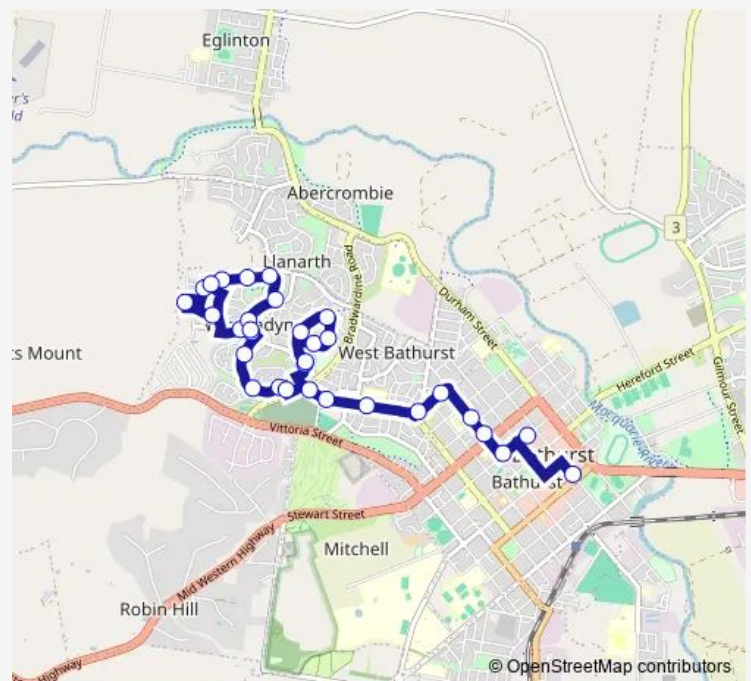 Eglinton
Abercrombie
Llanarth
Bradwardine Road
3
Durham Street
West Bathurst
Hereford Street
Gilmour Street
Vittoria Street
Bathurst
Stewart Street
Mitchell
Mid Western Highway
Robin Hill
Highway
© OpenStreetMap contributors